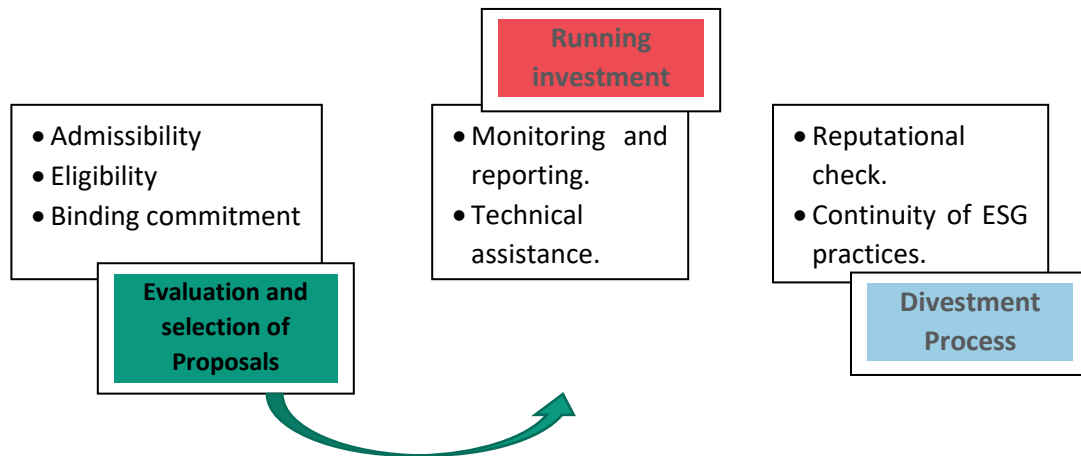 • Admissibility
• Eligibility
• Binding commitment
Evaluation and
selection of
Proposals
Running
investment
• Monitoring and
reporting.
• Technical
assistance.
• Reputational
check.
• Continuity of ESG
practices.
Divestment
Process